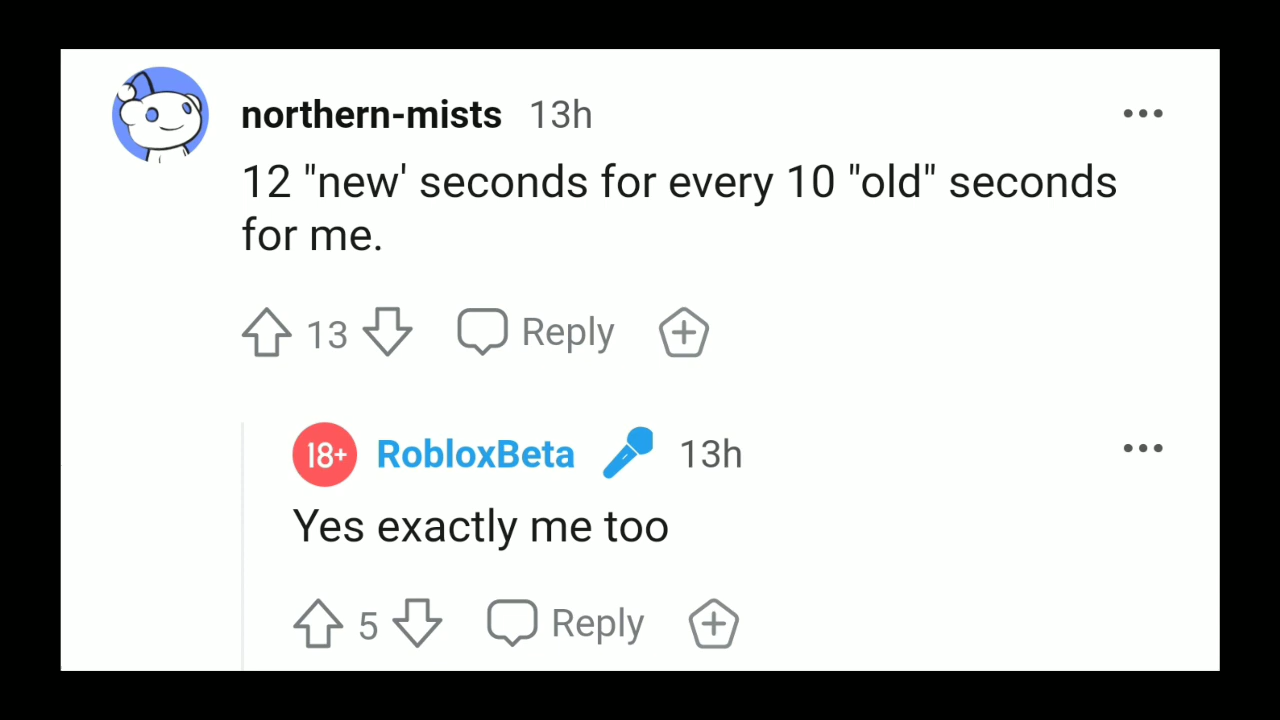 northern-mists 13h
12 "new' seconds for every 10 "old" seconds
for me.
13 Reply
18+ RobloxBeta 13h
Yes exactly me too
5 Reply